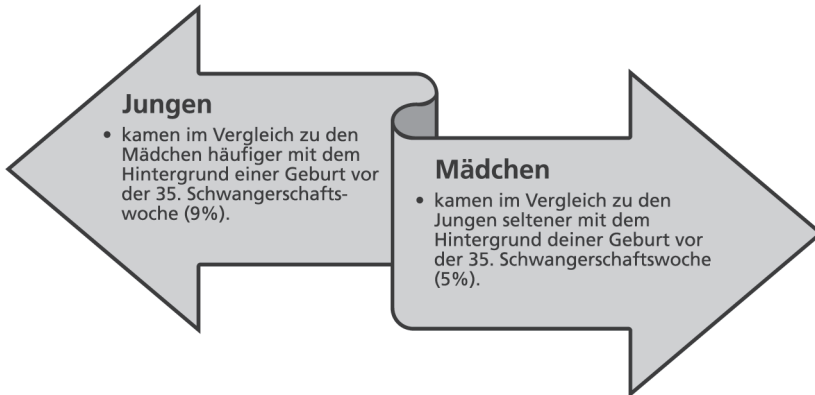 Jungen
• kamen im Vergleich zu den
Mädchen häufiger mit dem
Hintergrund einer Geburt vor
der 35. Schwangerschafts-
woche (9%).
Mädchen
• kamen im Vergleich zu den
Jungen seltener mit dem
Hintergrund deiner Geburt vor
der 35. Schwangerschaftswoche
(5%).